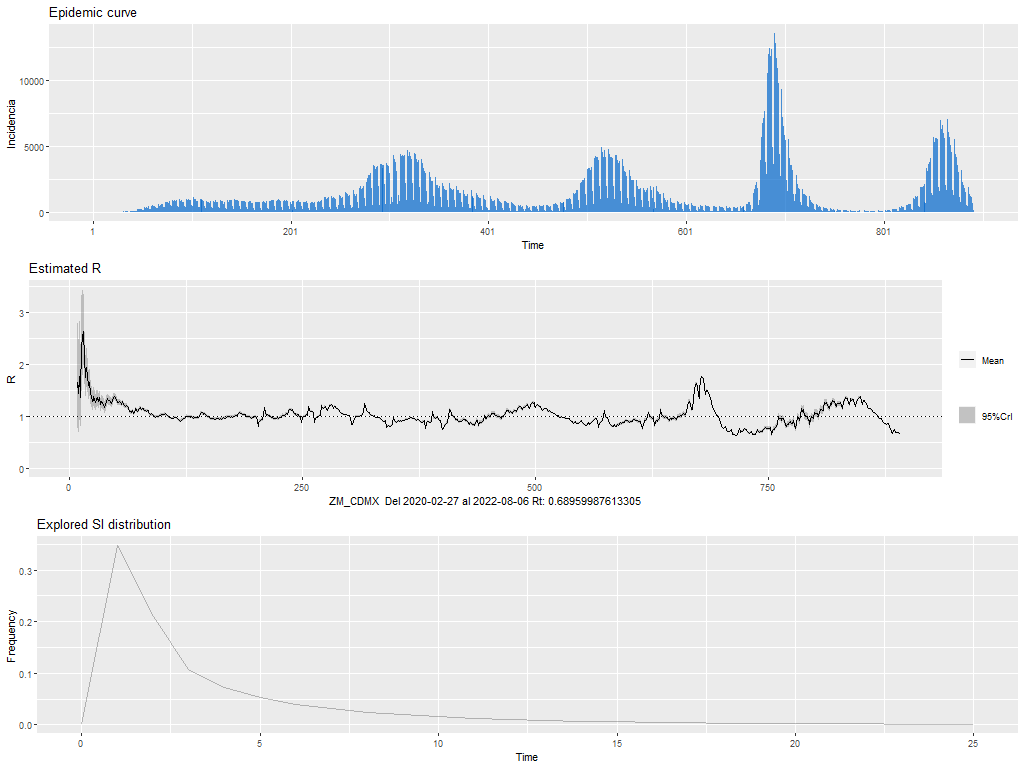 Epidemic curve
Incidencia
10000
5000
0
1
201
401
601
801
Time
Estimated R
R
3
2
1
0
0
250
500
750
Mean
95%CrI
ZM_CDMX Del 2020-02-27 al 2022-08-06 Rt: 0.68959987613305
Explored SI distribution
Frequency
0.3
0.2
0.1
0.0
0
5
10
15
20
25
Time